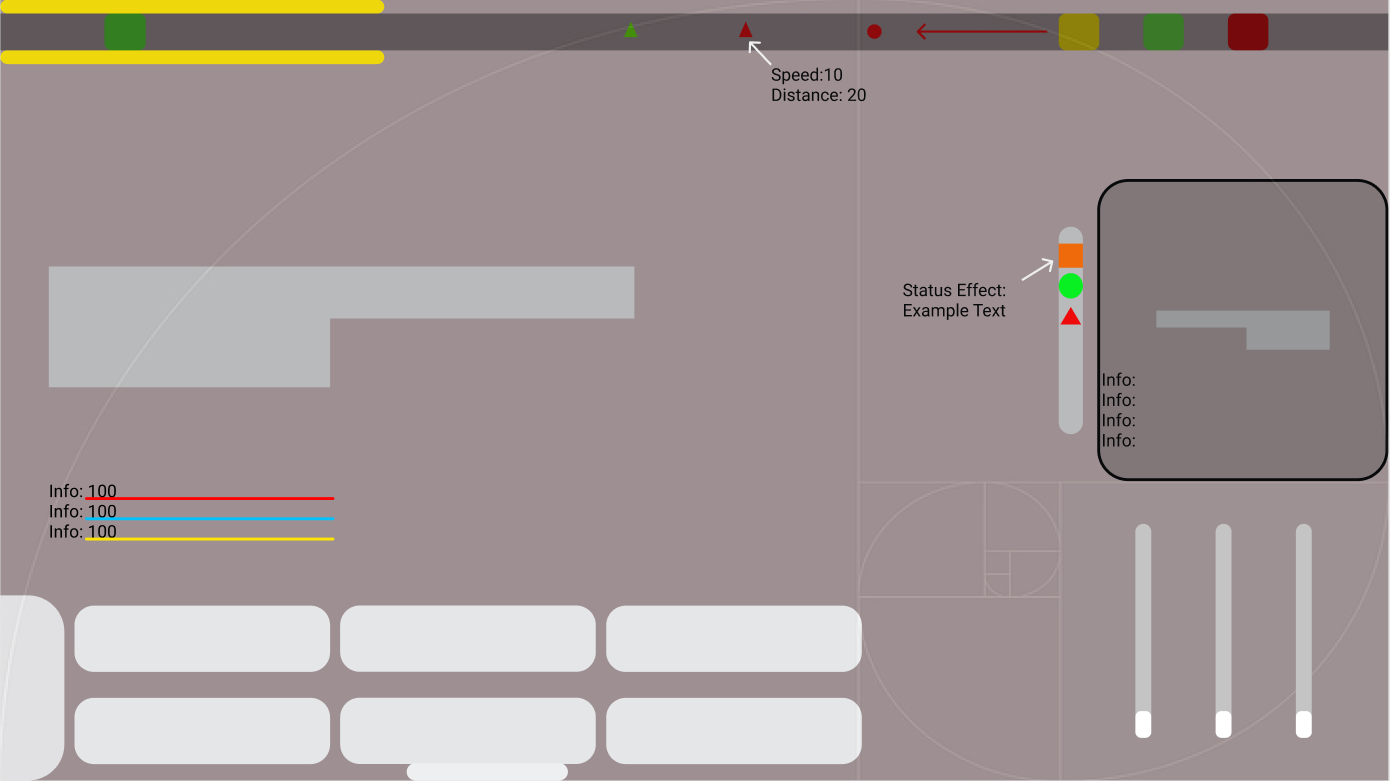 Speed:10
Distance: 20
Status Effect:
Example Text
Info:
Info:
Info:
Info:
Info: 100
Info: 100
Info: 100